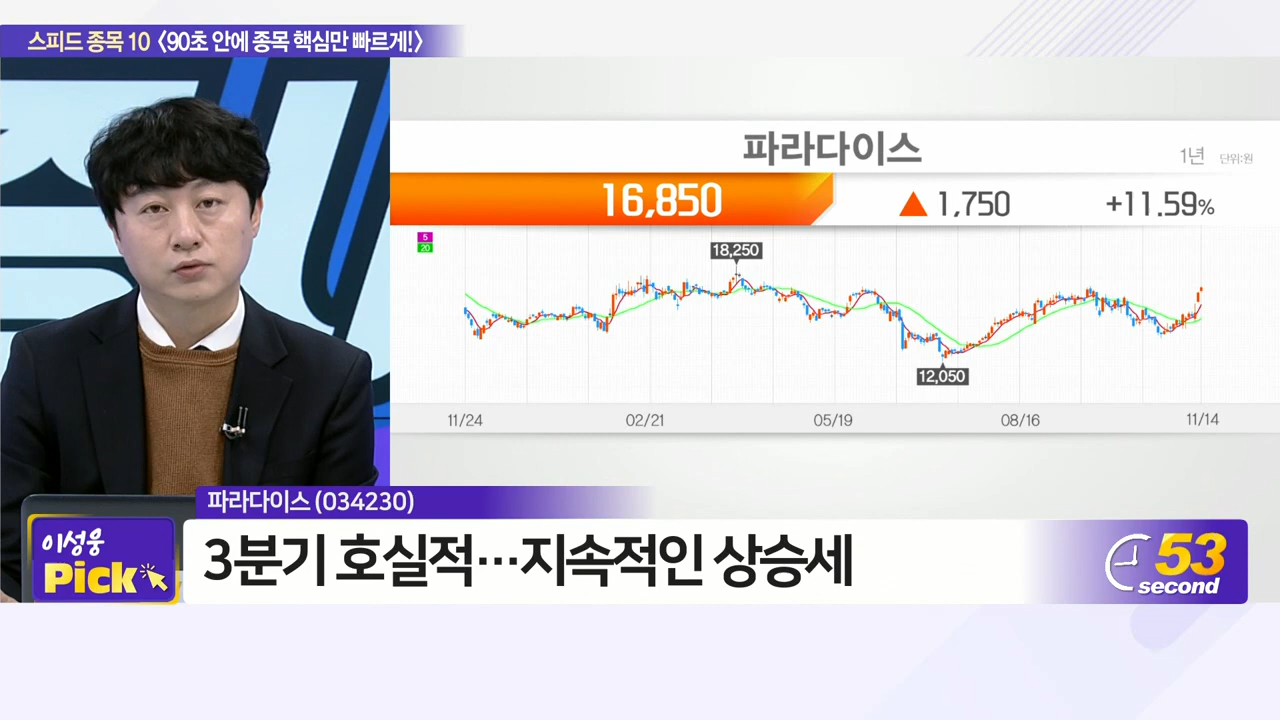 스피드 종목 10 〈90초 안에 종목 핵심만 빠르게!〉
파라다이스
1년 단위:원
16,850 ▲ 1,750 +11.59%
5
20
18,250
12,050
11/24 02/21 05/19 08/16 11/14
파라다이스 (034230)
이성웅
Pick
3분기 호실적…지속적인 상승세
53
second